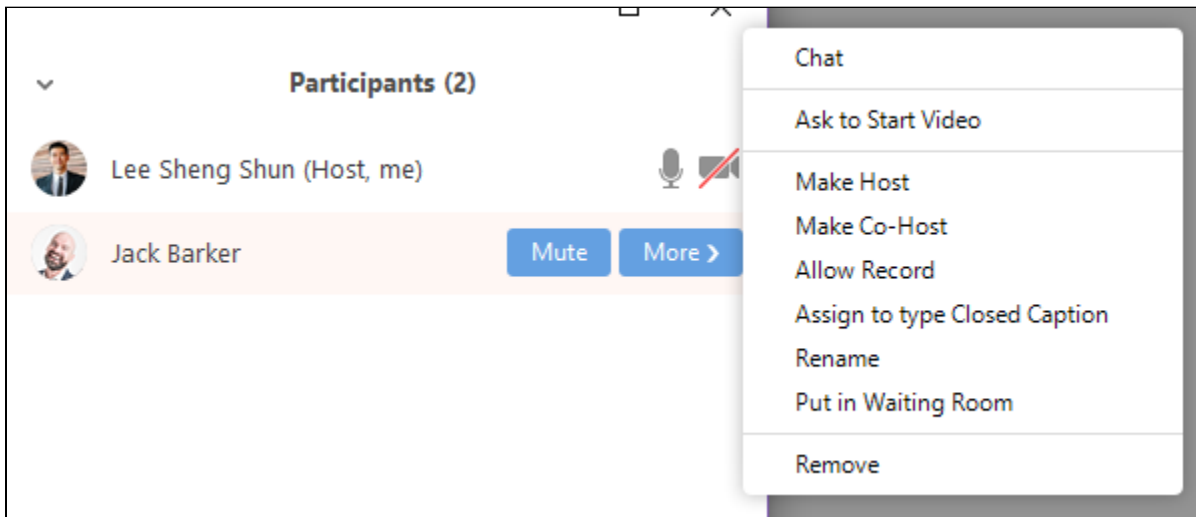 Participants (2)
Lee Sheng Shun (Host, me)
Jack Barker
Mute
More
Chat
Ask to Start Video
Make Host
Make Co-Host
Allow Record
Assign to type Closed Caption
Rename
Put in Waiting Room
Remove